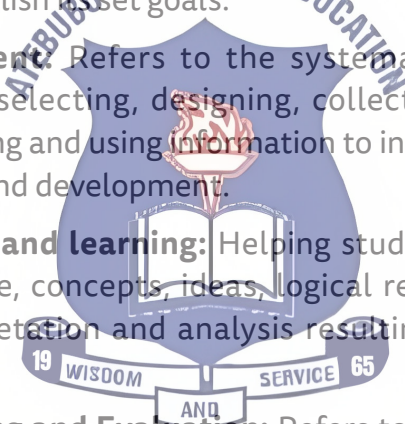 lish its set goals.
ent: Refers to the systema
selecting, designing, collect
ng and using information to in
nd development.
and learning: Helping stud
e, concepts, ideas, logical re
etation and analysis resulting
19 WISDOM AND SERVICE 65
ng and Evaluation: Refers to